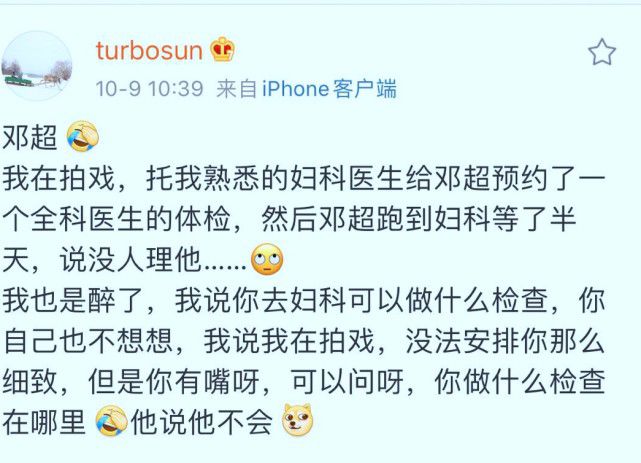 turbosun
10-9 10:39 来自iPhone客户端
邓超🤣
我在拍戏，托我熟悉的妇科医生给邓超预约了一
个全科医生的体检，然后邓超跑到妇科等了半
天，说没人理他……🙄
我也是醉了，我说你去妇科可以做什么检查，你
自己也不想想，我说我在拍戏，没法安排你那么
细致，但是你有嘴呀，可以问呀，你做什么检查
在哪里🤣他说他不会